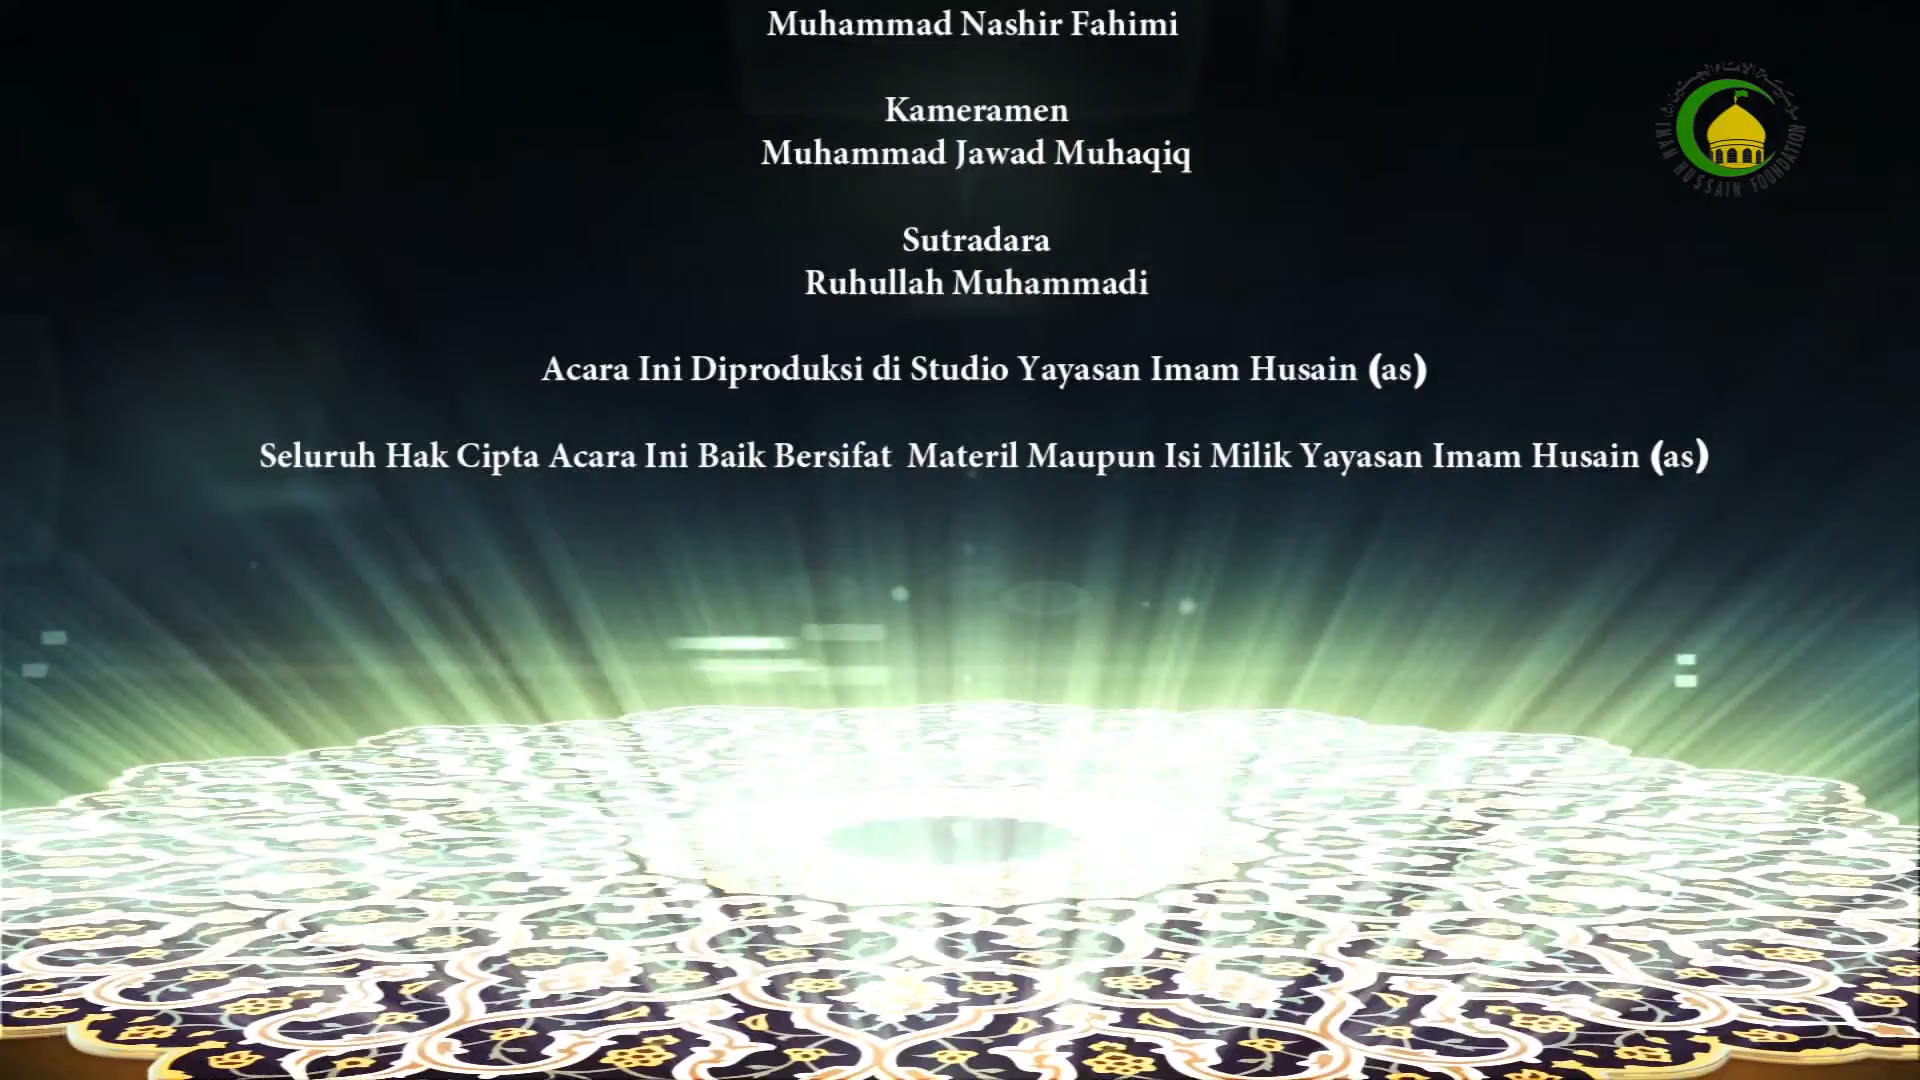 Muhammad Nashir Fahimi
Kameramen
Muhammad Jawad Muhaqiq
Sutradara
Ruhullah Muhammadi
Acara Ini Diproduksi di Studio Yayasan Imam Husain (as)
Seluruh Hak Cipta Acara Ini Baik Bersifat Materil Maupun Isi Milik Yayasan Imam Husain (as)
IMAM HUSSAIN FOUNDATION